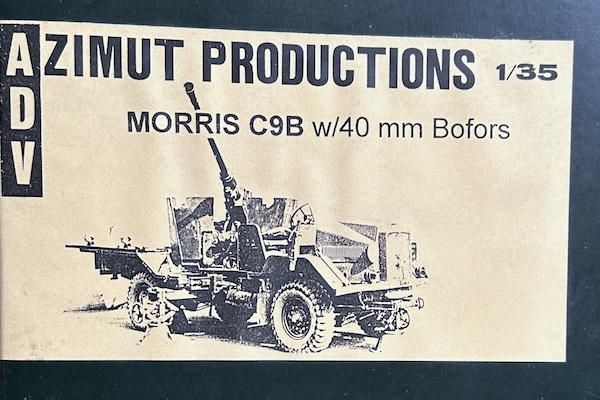 AZIMUT PRODUCTIONS 1/35
ADV
MORRIS C9B w/40 mm Bofors